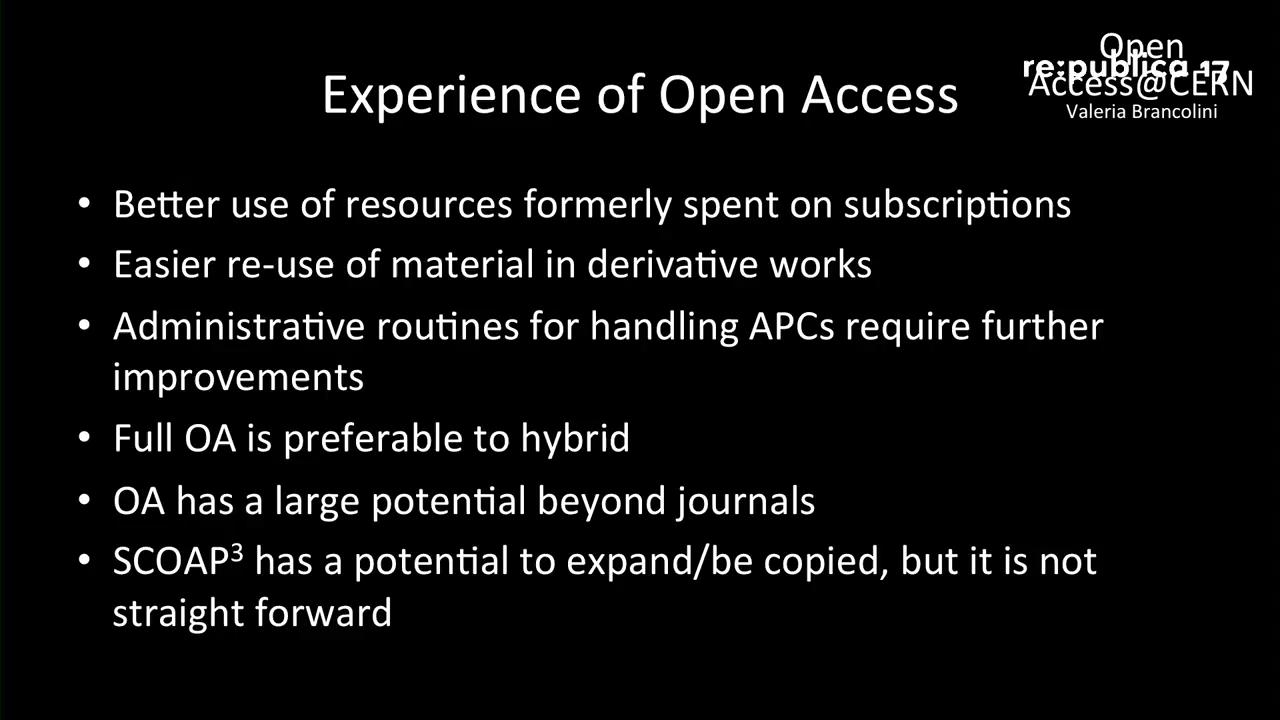 Open
re:publica 17
Access@CERN
Valeria Brancolini
Experience of Open Access
• Better use of resources formerly spent on subscriptions
• Easier re-use of material in derivative works
• Administrative routines for handling APCs require further
improvements
• Full OA is preferable to hybrid
• OA has a large potential beyond journals
• SCOAP³ has a potential to expand/be copied, but it is not
straight forward